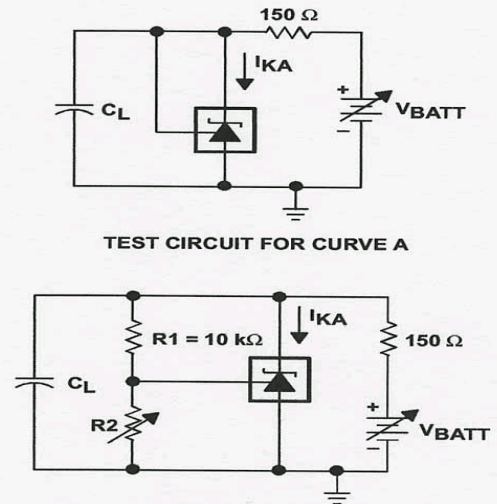 150 Ω
IKA
CL
+
VBATT
−
TEST CIRCUIT FOR CURVE A
IKA
R1 = 10 kΩ
150 Ω
CL
R2
+
VBATT
−